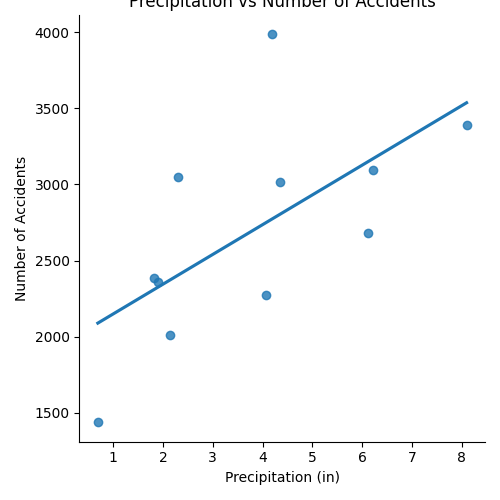 Precipitation vs Number of Accidents
4000
3500
3000
2500
2000
1500
Number of Accidents
1 2 3 4 5 6 7 8
Precipitation (in)